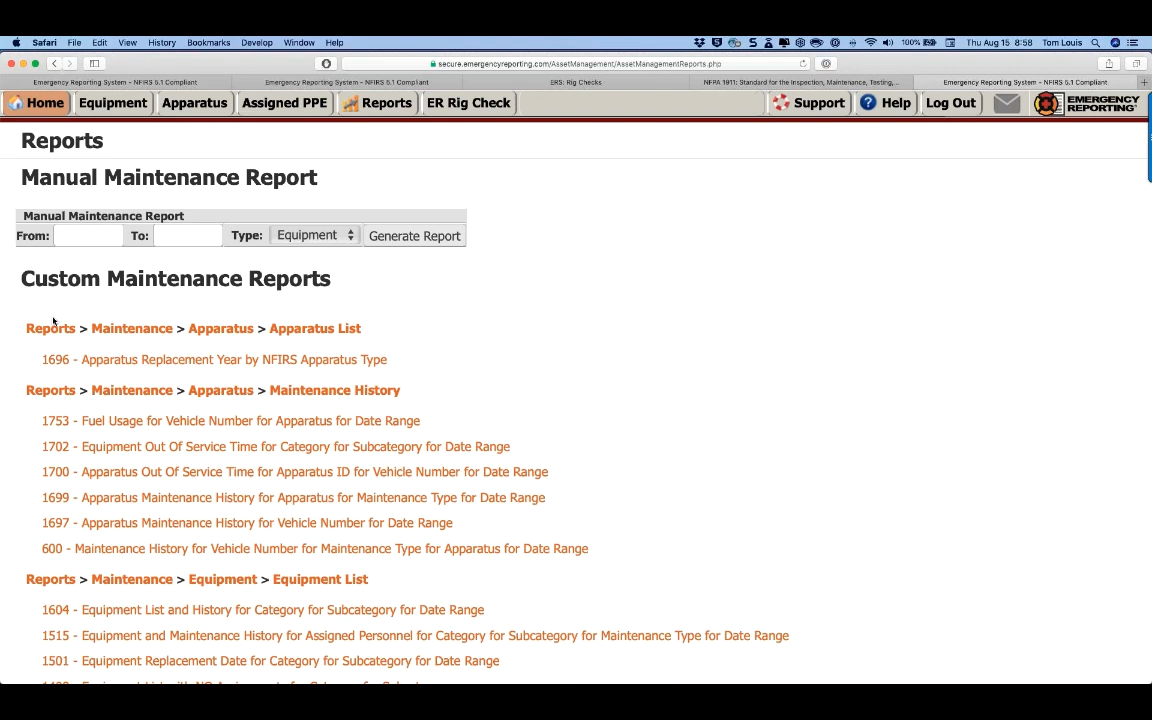 Safari File Edit View History Bookmarks Develop Window Help 100% Thu Aug 15 8:58 Tom Louis
secure.emergencyreporting.com/AssetManagement/AssetManagementReports.php
Emergency Reporting System - NFIRS 5.1 Compliant Emergency Reporting System - NFIRS 5.1 Compliant ERS: Rig Checks NFPA 1911: Standard for the Inspection, Maintenance, Testing,... Emergency Reporting System - NFIRS 5.1 Compliant
Home Equipment Apparatus Assigned PPE Reports ER Rig Check Support Help Log Out EMERGENCY REPORTING
Reports
Manual Maintenance Report
Manual Maintenance Report
From: To: Type: Equipment Generate Report
Custom Maintenance Reports
Reports > Maintenance > Apparatus > Apparatus List
1696 - Apparatus Replacement Year by NFIRS Apparatus Type
Reports > Maintenance > Apparatus > Maintenance History
1753 - Fuel Usage for Vehicle Number for Apparatus for Date Range
1702 - Equipment Out Of Service Time for Category for Subcategory for Date Range
1700 - Apparatus Out Of Service Time for Apparatus ID for Vehicle Number for Date Range
1699 - Apparatus Maintenance History for Apparatus for Maintenance Type for Date Range
1697 - Apparatus Maintenance History for Vehicle Number for Date Range
600 - Maintenance History for Vehicle Number for Maintenance Type for Apparatus for Date Range
Reports > Maintenance > Equipment > Equipment List
1604 - Equipment List and History for Category for Subcategory for Date Range
1515 - Equipment and Maintenance History for Assigned Personnel for Category for Subcategory for Maintenance Type for Date Range
1501 - Equipment Replacement Date for Category for Subcategory for Date Range